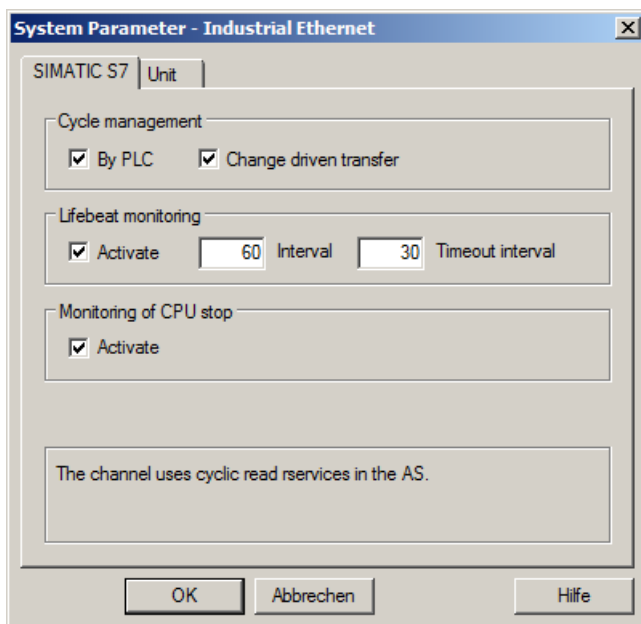 System Parameter - Industrial Ethernet
SIMATIC S7 Unit
Cycle management
By PLC Change driven transfer
Lifebeat monitoring
Activate 60 Interval 30 Timeout interval
Monitoring of CPU stop
Activate
The channel uses cyclic read rservices in the AS.
OK Abbrechen Hilfe